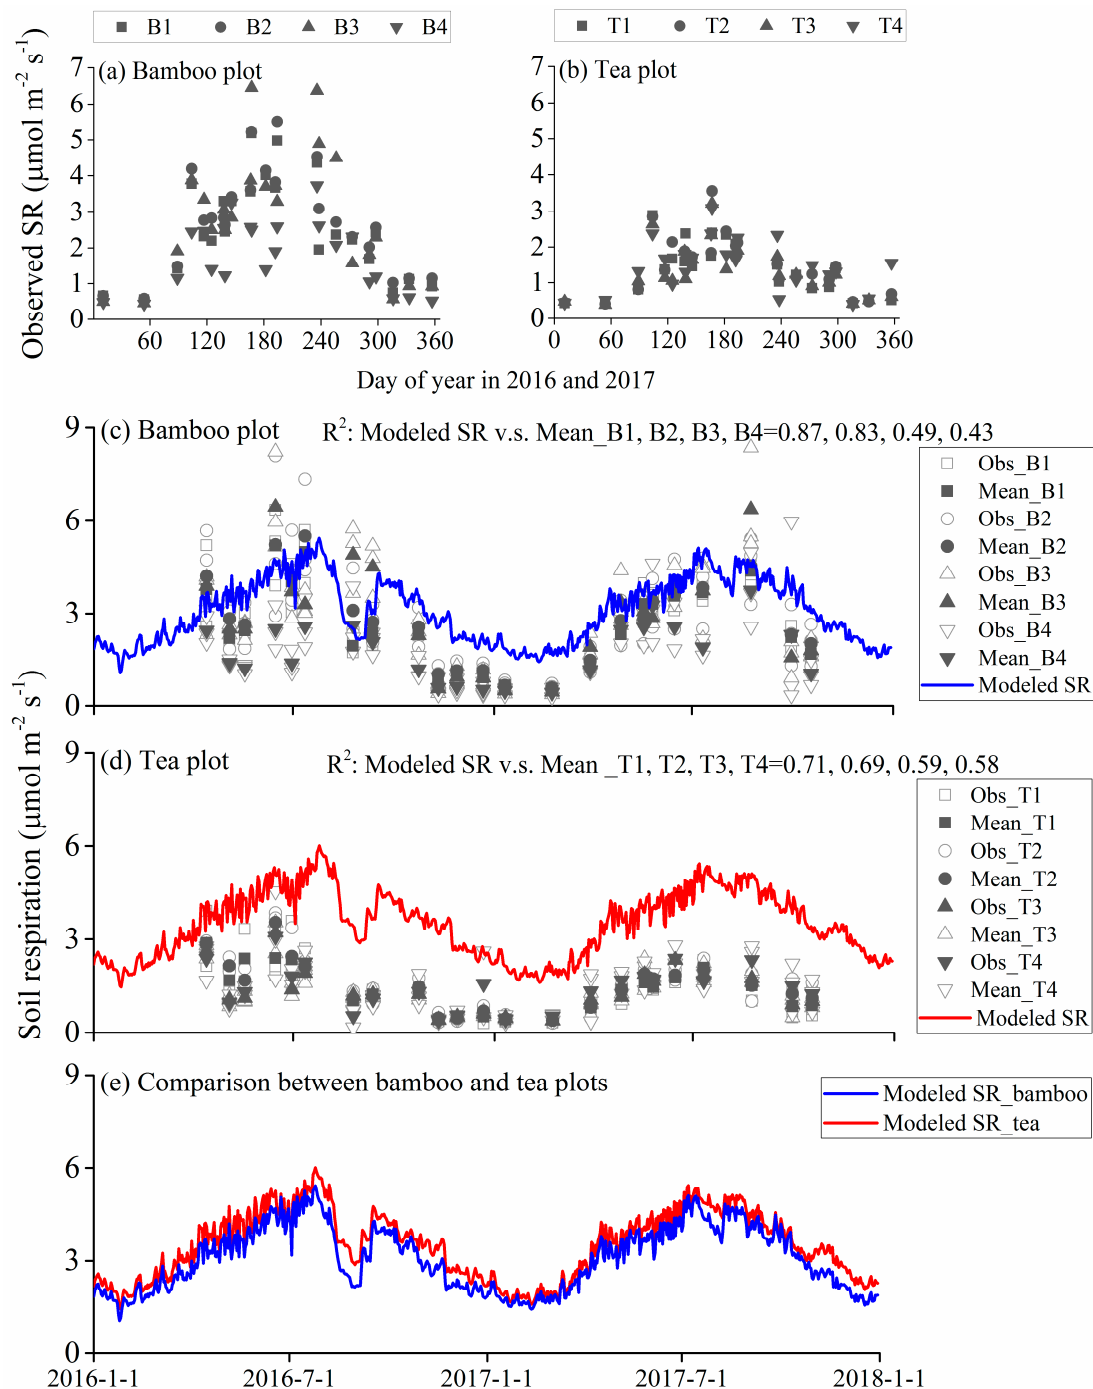 B1 B2 B3 B4
T1 T2 T3 T4
Observed SR (μmol m⁻² s⁻¹)
(a) Bamboo plot
7
6
5
4
3
2
1
0
60 120 180 240 300 360
(b) Tea plot
7
6
5
4
3
2
1
0
0 60 120 180 240 300 360
Day of year in 2016 and 2017
Soil respiration (μmol m⁻² s⁻¹)
(c) Bamboo plot
R²: Modeled SR v.s. Mean_B1, B2, B3, B4=0.87, 0.83, 0.49, 0.43
9
6
3
0
Obs_B1
Mean_B1
Obs_B2
Mean_B2
Obs_B3
Mean_B3
Obs_B4
Mean_B4
Modeled SR
(d) Tea plot
R²: Modeled SR v.s. Mean _T1, T2, T3, T4=0.71, 0.69, 0.59, 0.58
9
6
3
0
Obs_T1
Mean_T1
Obs_T2
Mean_T2
Obs_T3
Mean_T3
Obs_T4
Mean_T4
Modeled SR
(e) Comparison between bamboo and tea plots
9
6
3
0
Modeled SR_bamboo
Modeled SR_tea
2016-1-1 2016-7-1 2017-1-1 2017-7-1 2018-1-1